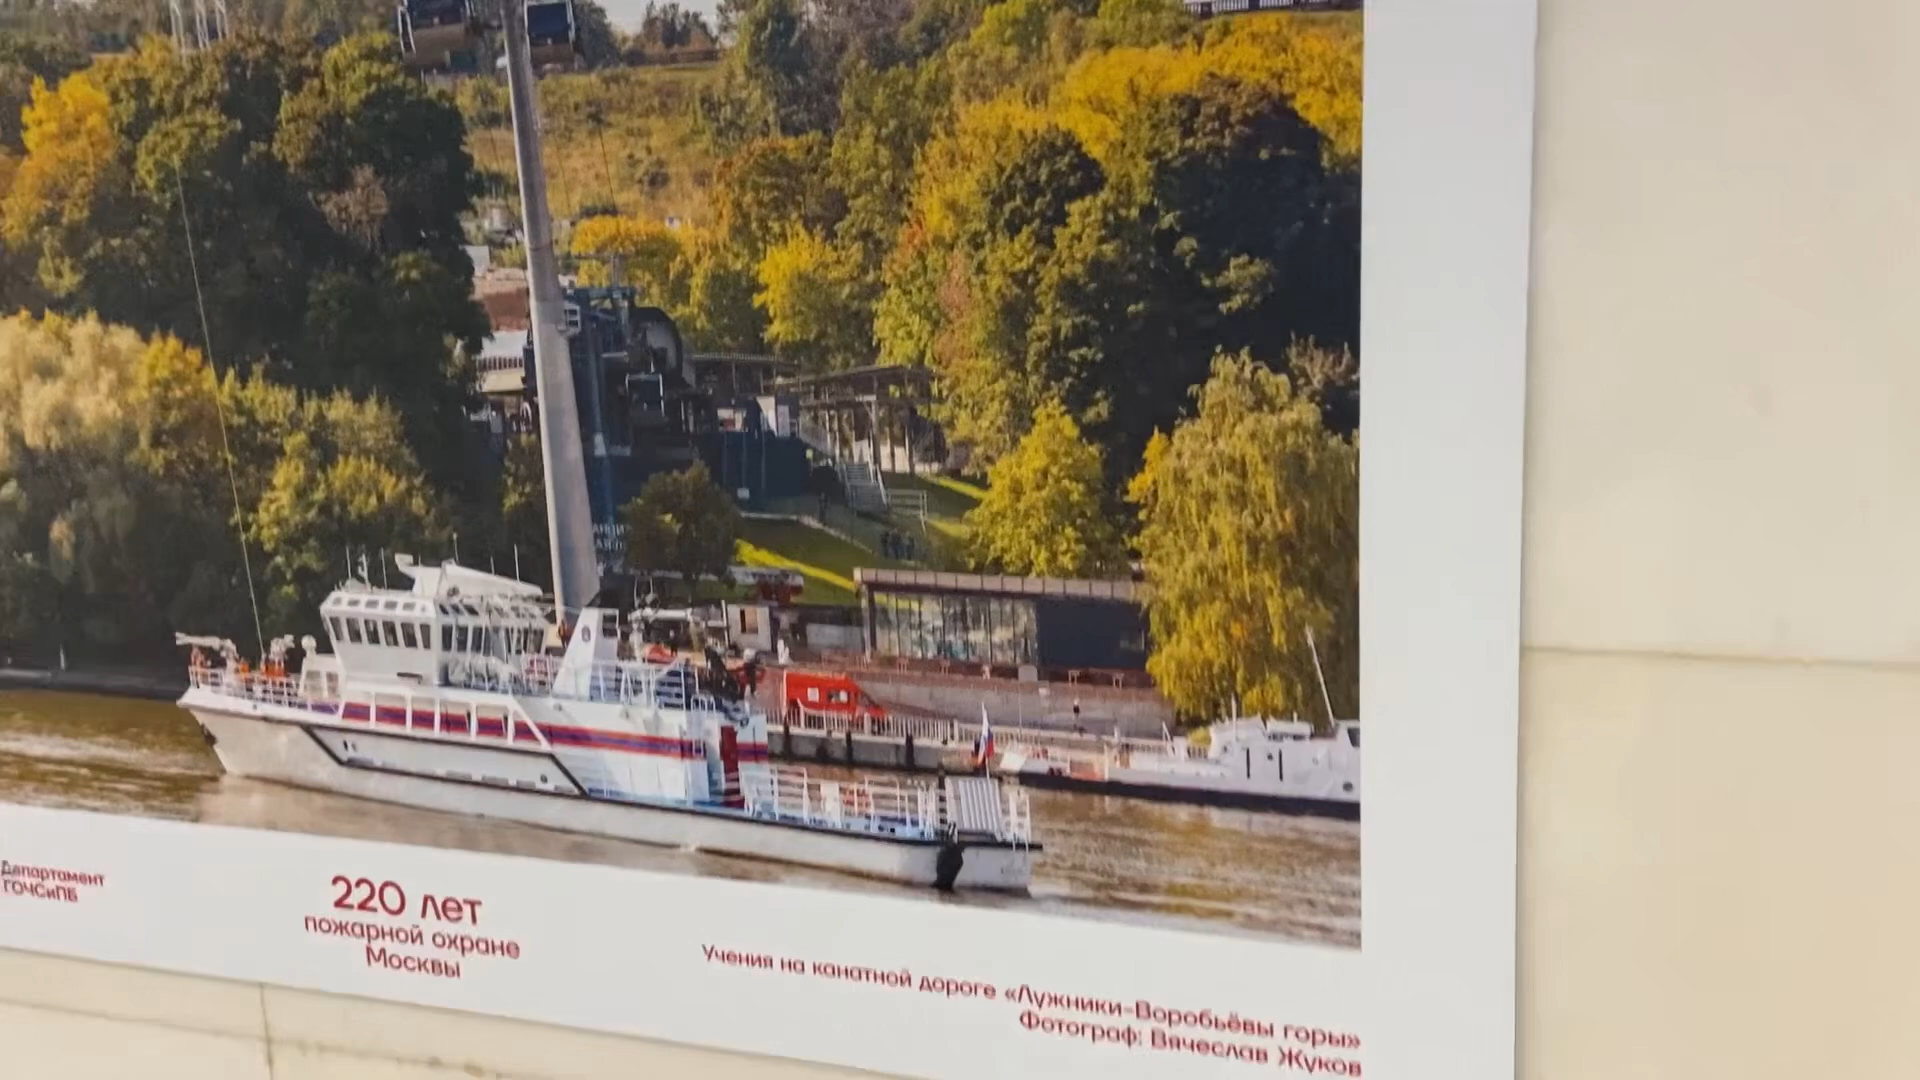 Департамент
ГОЧСиПБ
220 лет
пожарной охране
Москвы
Учения на канатной дороге «Лужники-Воробьёвы горы»
Фотограф: Вячеслав Жуков